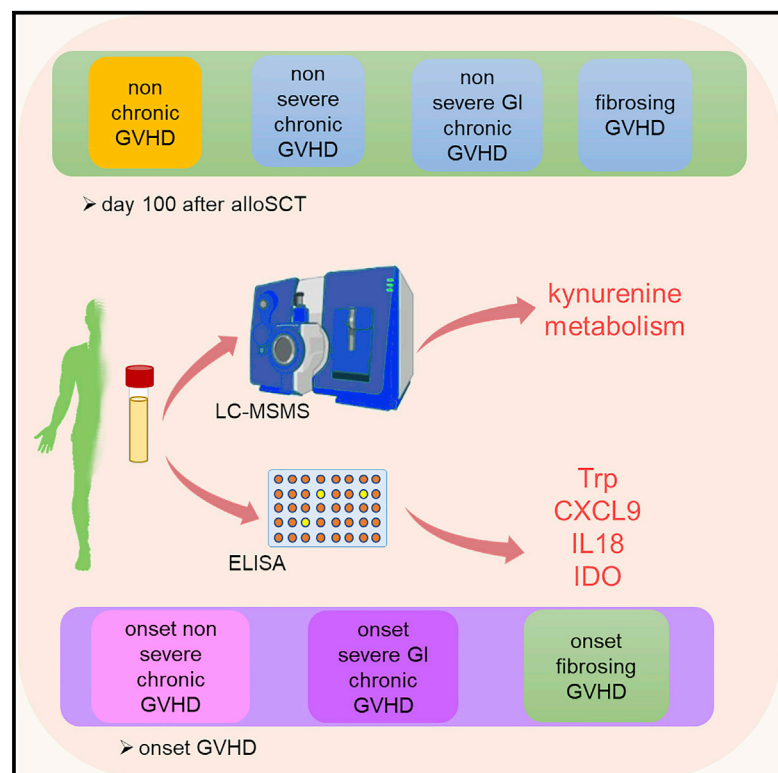 non
chronic
GVHD
non
severe
chronic
GVHD
non
severe GI
chronic
GVHD
fibrosing
GVHD
➢ day 100 after alloSCT
kynurenine
metabolism
LC-MSMS
Trp
CXCL9
IL18
IDO
ELISA
onset non
severe
chronic
GVHD
onset
severe GI
chronic
GVHD
onset
fibrosing
GVHD
➢ onset GVHD